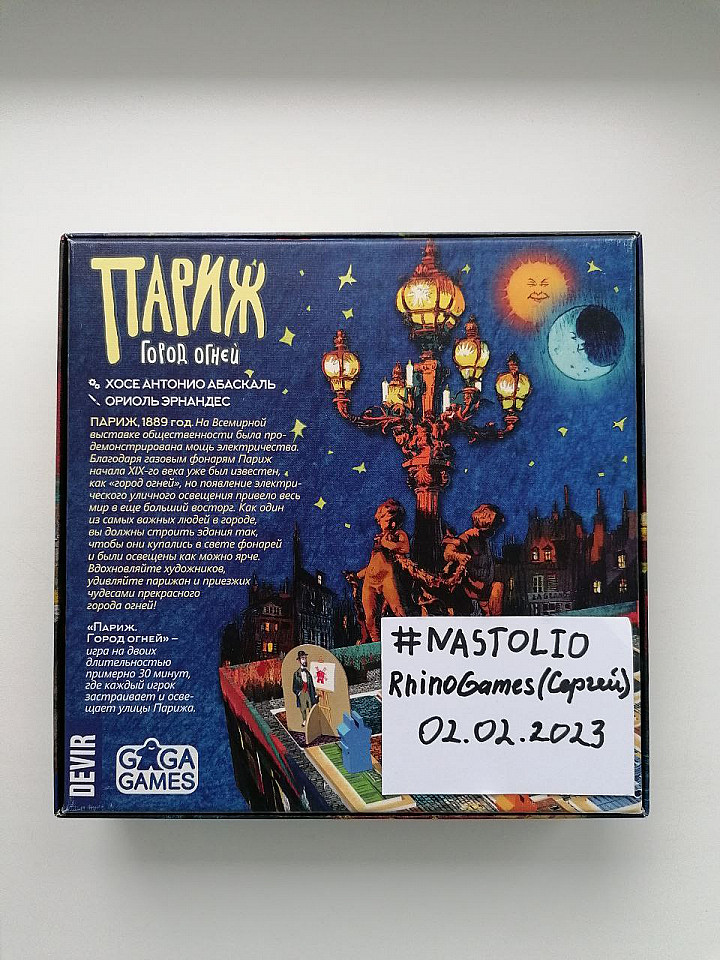 ПАРИЖ
ГОРОД ОГНЕЙ
ХОСЕ АНТОНИО АБАСКАЛЬ
ОРИОЛЬ ЭРНАНДЕС
ПАРИЖ, 1889 год. На Всемирной
выставке общественности была про-
демонстрирована мощь электричества.
Благодаря газовым фонарям Париж
начала XIX-го века уже был известен,
как «город огней», но появление электри-
ческого уличного освещения привело весь
мир в еще больший восторг. Как один
из самых важных людей в городе,
вы должны строить здания так,
чтобы они купались в свете фонарей
и были освещены как можно ярче.
Вдохновляйте художников,
удивляйте парижан и приезжих
чудесами прекрасного
города огней!
«Париж.
Город огней» –
игра на двоих
длительностью
примерно 30 минут,
где каждый игрок
застраивает и осве-
щает улицы Парижа.
DEVIR
GAGA
GAMES
#NASTOLIO
RhinoGames(Сергей)
02.02.2023